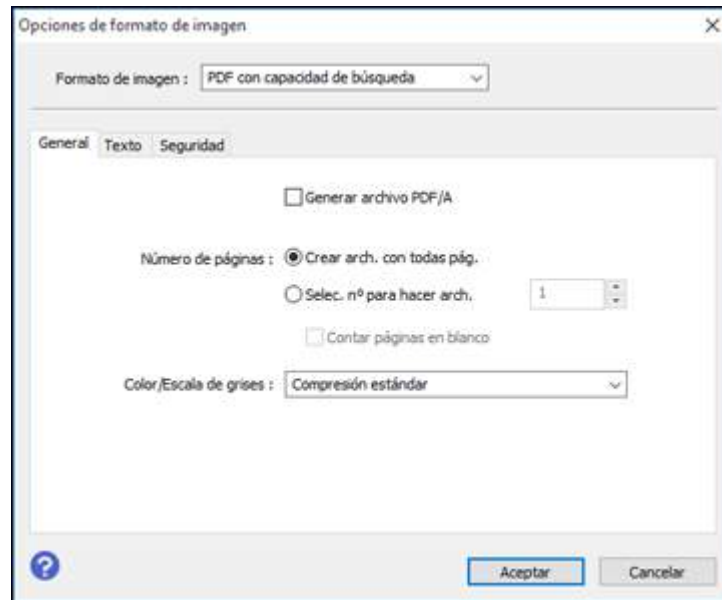 Opciones de formato de imagen
Formato de imagen : PDF con capacidad de búsqueda
General Texto Seguridad
Generar archivo PDF/A
Número de páginas : Crear arch. con todas pág.
Selec. nº para hacer arch. 1
Contar páginas en blanco
Color/Escala de grises : Compresión estándar
?
Aceptar Cancelar